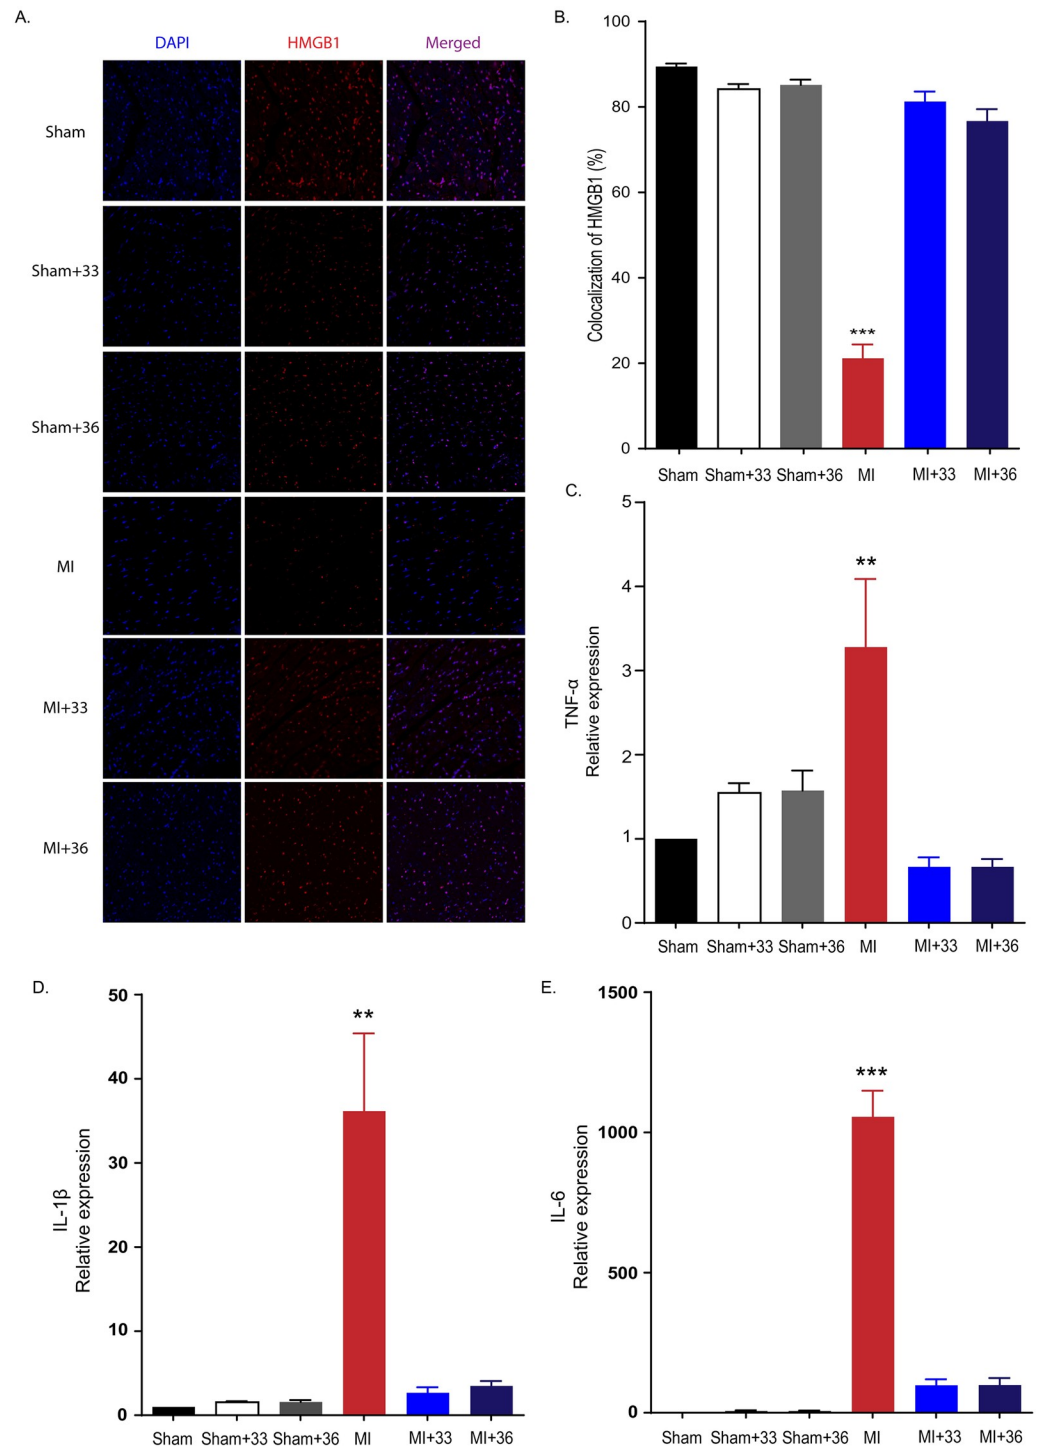 A.
DAPI HMGB1 Merged
Sham
Sham+33
Sham+36
MI
MI+33
MI+36
B.
Colocalization of HMGB1 (%)
100
80
60
40
20
0
***
Sham Sham+33 Sham+36 MI MI+33 MI+36
C.
TNF-α
Relative expression
5
4
3
2
1
0
**
Sham Sham+33 Sham+36 MI MI+33 MI+36
D.
IL-1β
Relative expression
50
40
30
20
10
0
**
Sham Sham+33 Sham+36 MI MI+33 MI+36
E.
IL-6
Relative expression
1500
1000
500
0
***
Sham Sham+33 Sham+36 MI MI+33 MI+36